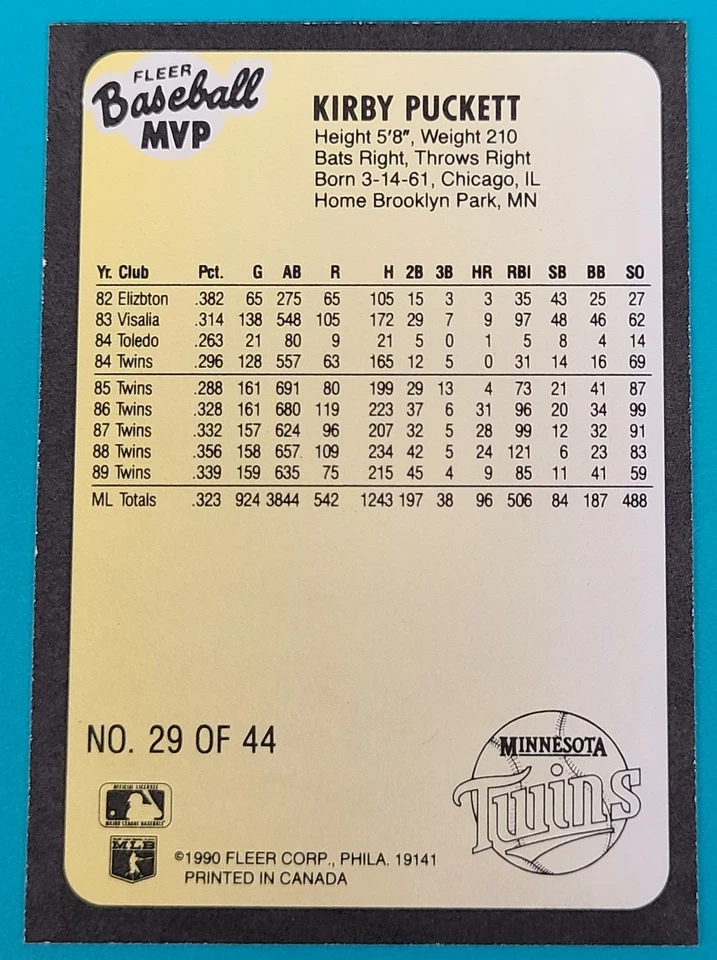 FLEER
Baseball
MVP
KIRBY PUCKETT
Height 5'8", Weight 210
Bats Right, Throws Right
Born 3-14-61, Chicago, IL
Home Brooklyn Park, MN
Yr. Club Pct. G AB R H 2B 3B HR RBI SB BB SO
82 Elizbton .382 65 275 65 105 15 3 3 35 43 25 27
83 Visalia .314 138 548 105 172 29 7 9 97 48 46 62
84 Toledo .263 21 80 9 21 5 0 1 5 8 4 14
84 Twins .296 128 557 63 165 12 5 0 31 14 16 69
85 Twins .288 161 691 80 199 29 13 4 73 21 41 87
86 Twins .328 161 680 119 223 37 6 31 96 20 34 99
87 Twins .332 157 624 96 207 32 5 28 99 12 32 91
88 Twins .356 158 657 109 234 42 5 24 121 6 23 83
89 Twins .339 159 635 75 215 45 4 9 85 11 41 59
ML Totals .323 924 3844 542 1243 197 38 96 506 84 187 488
NO. 29 OF 44
MINNESOTA
Twins
OFFICIAL LICENSEE
MAJOR LEAGUE BASEBALL
MLB
©1990 FLEER CORP., PHILA. 19141
PRINTED IN CANADA